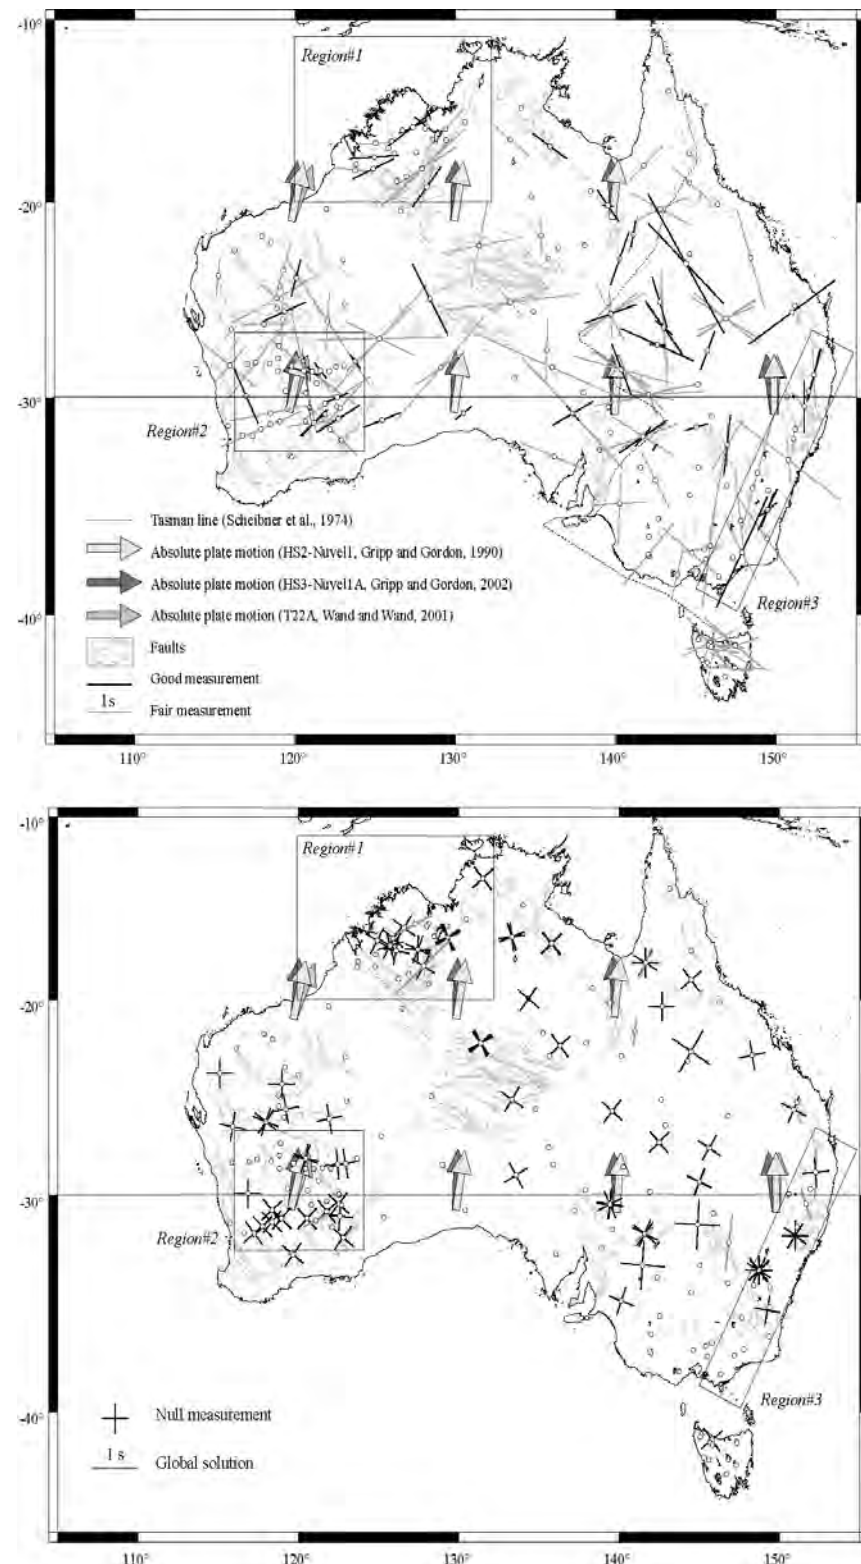 -10°
Region#1
-20°
-30°
Region#2
Tasman line (Scheibner et al., 1974)
Absolute plate motion (HS2-Nuvel1, Gripp and Gordon, 1990)
Absolute plate motion (HS3-Nuvel1A, Gripp and Gordon, 2002)
Region#3
-40°
Absolute plate motion (T22A, Wand and Wand, 2001)
Faults
Good measurement
1s
Fair measurement
110° 120° 130° 140° 150°
-10°
Region#1
-20°
-30°
Region#2
Region#3
-40°
Null measurement
1 s
Global solution
110° 120° 130° 140° 150°